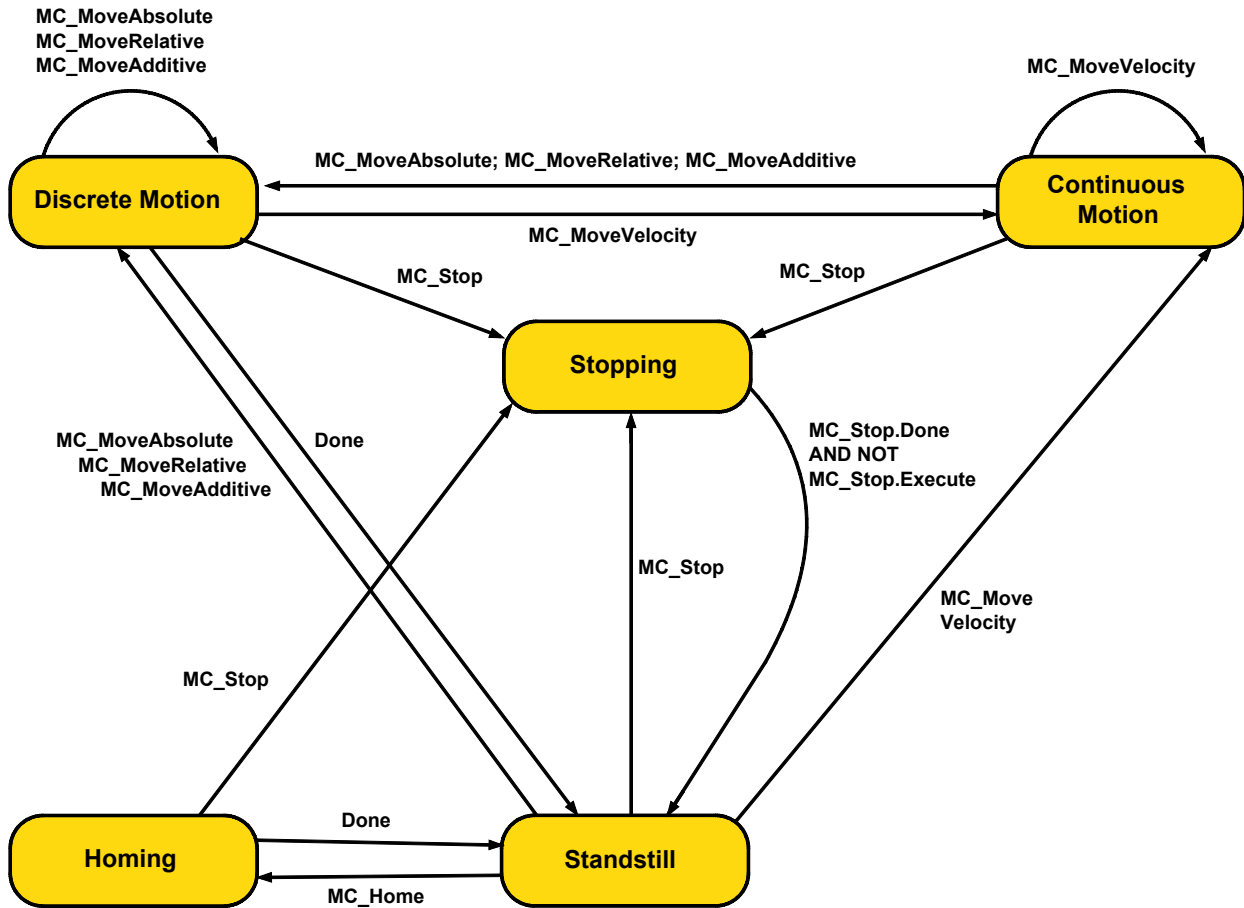 MC_MoveAbsolute
MC_MoveRelative
MC_MoveAdditive
MC_MoveVelocity
MC_MoveAbsolute; MC_MoveRelative; MC_MoveAdditive
Discrete Motion
Continuous
Motion
MC_MoveVelocity
MC_Stop
MC_Stop
Stopping
MC_MoveAbsolute
MC_MoveRelative
MC_MoveAdditive
Done
MC_Stop.Done
AND NOT
MC_Stop.Execute
MC_Stop
MC_Move
Velocity
MC_Stop
Done
Homing
Standstill
MC_Home